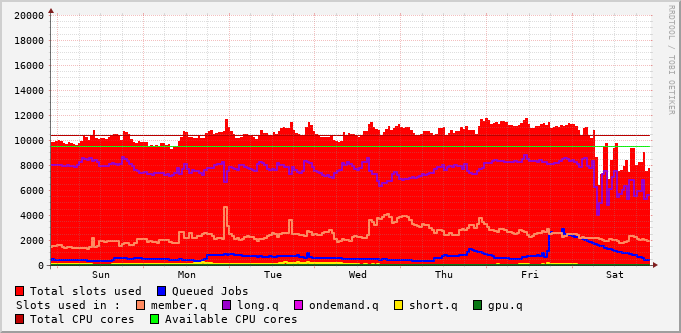 20000
18000
16000
14000
12000
10000
8000
6000
4000
2000
0
Sun Mon Tue Wed Thu Fri Sat
RRDTOOL / TOBI OETIKER
Total slots used Queued Jobs
Slots used in : member.q long.q ondemand.q short.q gpu.q
Total CPU cores Available CPU cores